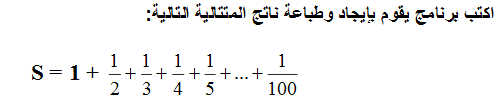 اكتب برنامج يقوم بإيجاد وطباعة ناتج المتتالية التالية:
S = 1 + 1/2 + 1/3 + 1/4 + 1/5 + ... + 1/100